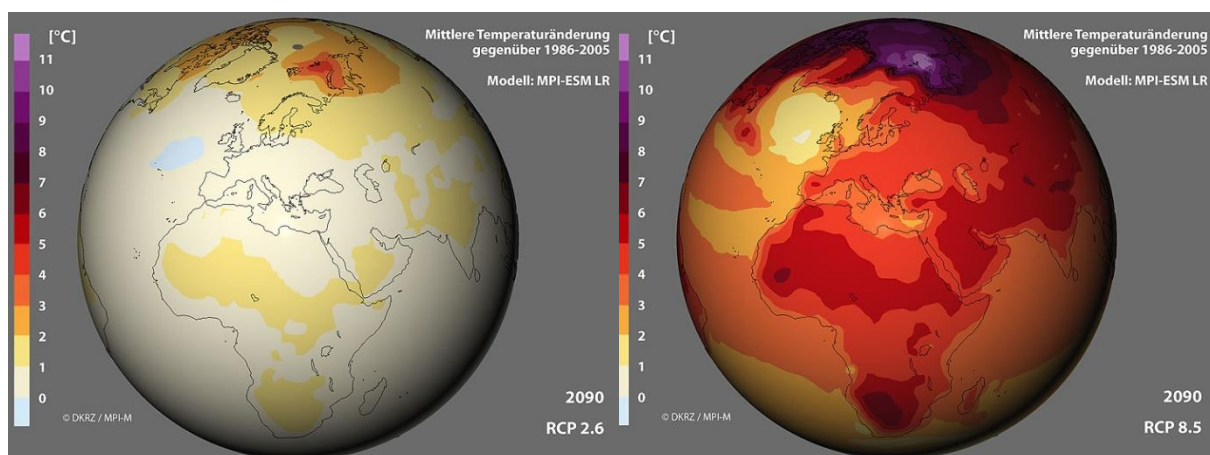 [°C]
11
10
9
8
7
6
5
4
3
2
1
0
Mittlere Temperaturänderung
gegenüber 1986-2005
Modell: MPI-ESM LR
2090
RCP 2.6
© DKRZ / MPI-M
[°C]
11
10
9
8
7
6
5
4
3
2
1
0
Mittlere Temperaturänderung
gegenüber 1986-2005
Modell: MPI-ESM LR
2090
RCP 8.5
© DKRZ / MPI-M